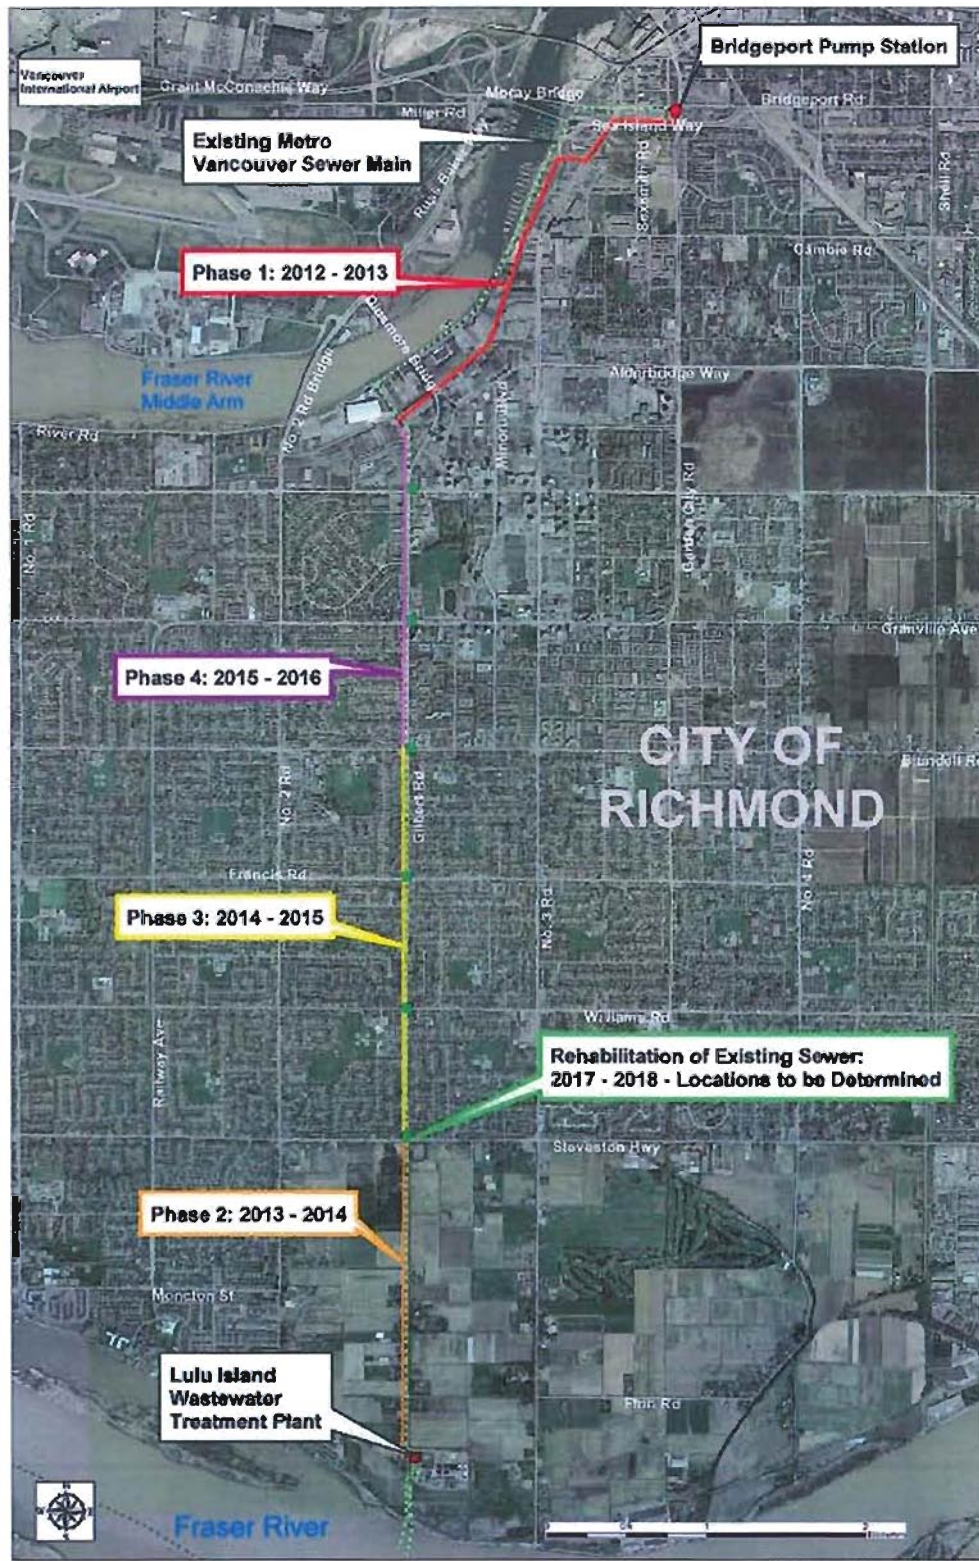 Bridgeport Pump Station
Vancouver
International Airport
Grant McConachie Way
Moray Bridge
Bridgeport Rd
Miller Rd
Sea Island Way
Existing Metro
Vancouver Sewer Main
Sexsmith Rd
Shell Rd
Cambie Rd
Phase 1: 2012 - 2013
Dinsmore Bridge
No. 2 Rd Bridge
Fraser River
Middle Arm
Alderbridge Way
River Rd
Minoru Blvd
Garden City Rd
No. 1 Rd
Granville Ave
Phase 4: 2015 - 2016
CITY OF
RICHMOND
Blundell Rd
No. 2 Rd
Gilbert Rd
Francis Rd
No. 3 Rd
No. 4 Rd
Phase 3: 2014 - 2015
Williams Rd
Railway Ave
Rehabilitation of Existing Sewer:
2017 - 2018 - Locations to be Determined
Steveston Hwy
Phase 2: 2013 - 2014
Moncton St
Lulu Island
Wastewater
Treatment Plant
Finn Rd
Fraser River